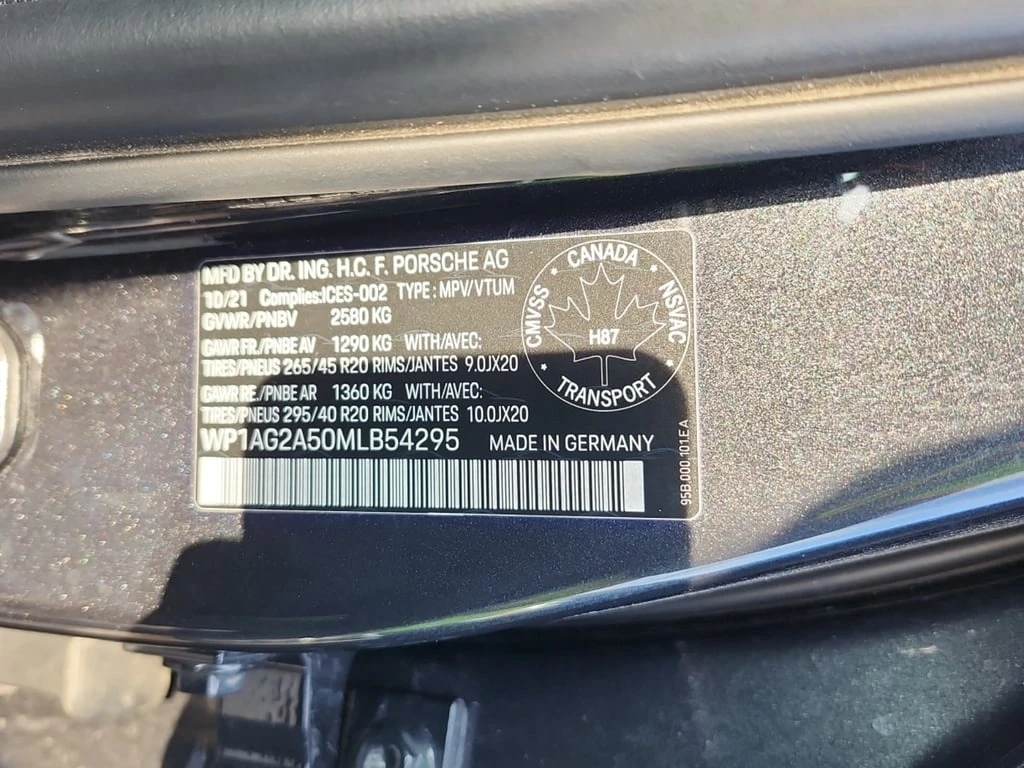 MFD BY DR. ING. H.C. F. PORSCHE AG
10/21 Complies:ICES-002 TYPE : MPV/VTUM
GVWR/PNBV 2580 KG
GAWR FR./PNBE AV 1290 KG WITH/AVEC:
TIRES/PNEUS 265/45 R20 RIMS/JANTES 9.0JX20
GAWR RE./PNBE AR 1360 KG WITH/AVEC:
TIRES/PNEUS 295/40 R20 RIMS/JANTES 10.0JX20
WP1AG2A50MLB54295 MADE IN GERMANY
CANADA
CMVSS
NSVAC
H87
TRANSPORT
95B.000.101.E.A